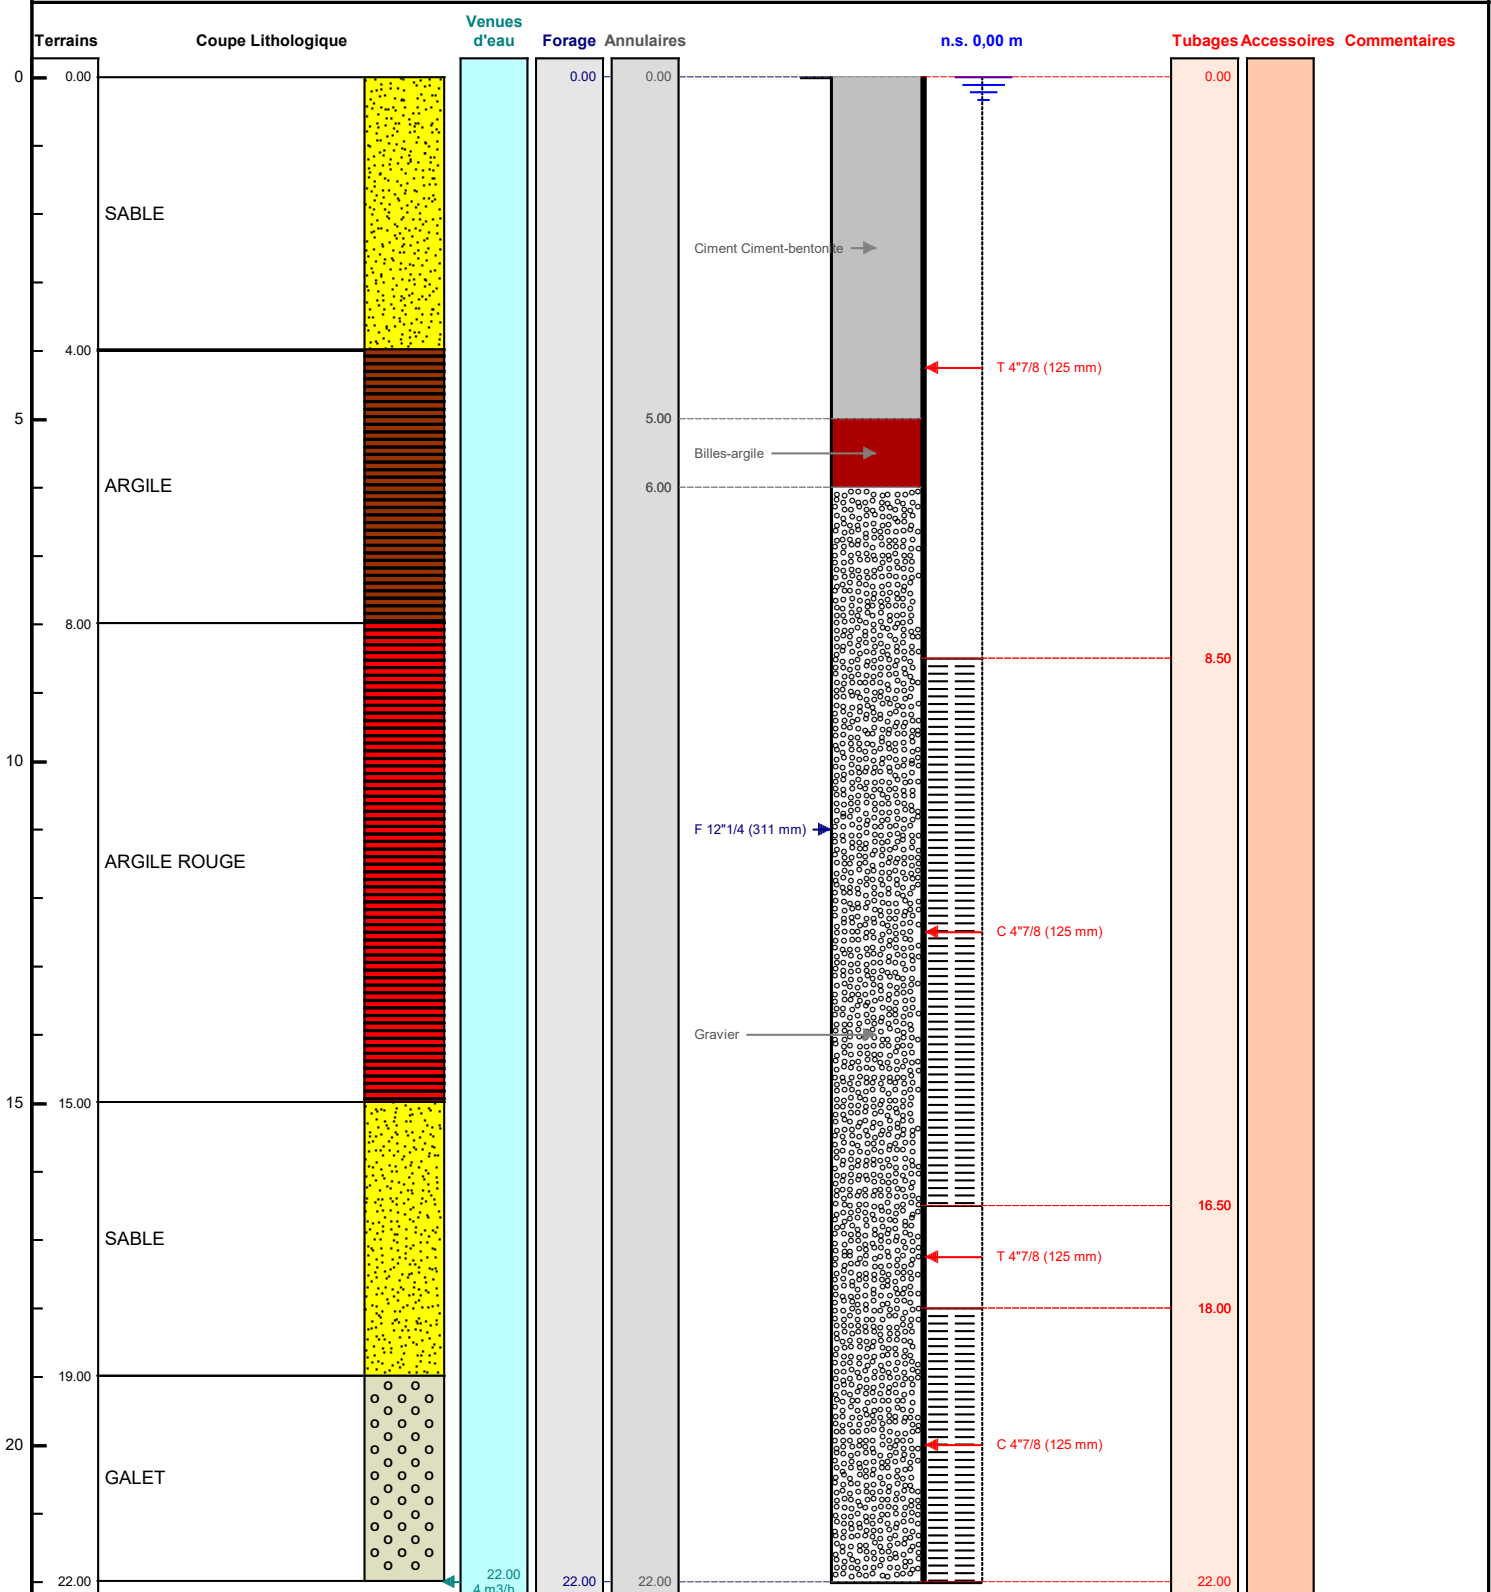 Venues
Terrains Coupe Lithologique d'eau Forage Annulaires n.s. 0,00 m Tubages Accessoires Commentaires
0 0.00 0.00 0.00 0.00
SABLE
Ciment Ciment-bentonite
4.00
T 4"7/8 (125 mm)
5 5.00
Billes-argile
ARGILE 6.00
8.00
8.50
10
F 12"1/4 (311 mm)
ARGILE ROUGE
C 4"7/8 (125 mm)
Gravier
15 15.00
16.50
SABLE
T 4"7/8 (125 mm)
18.00
19.00
20
C 4"7/8 (125 mm)
GALET
22.00
22.00 22.00 22.00 22.00
4 m3/h